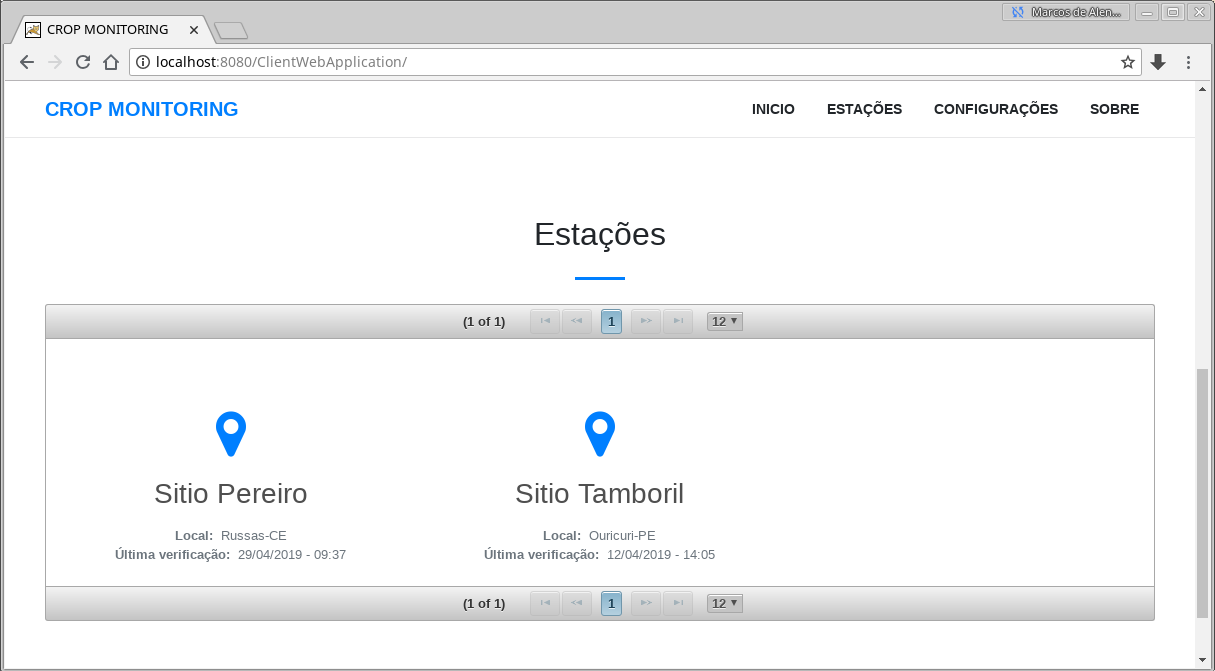 Marcos de Alen...
CROP MONITORING
localhost:8080/ClientWebApplication/
CROP MONITORING INICIO ESTAÇÕES CONFIGURAÇÕES SOBRE
Estações
(1 of 1) 1 12
Sitio Pereiro
Local: Russas-CE
Última verificação: 29/04/2019 - 09:37
Sitio Tamboril
Local: Ouricuri-PE
Última verificação: 12/04/2019 - 14:05
(1 of 1) 1 12